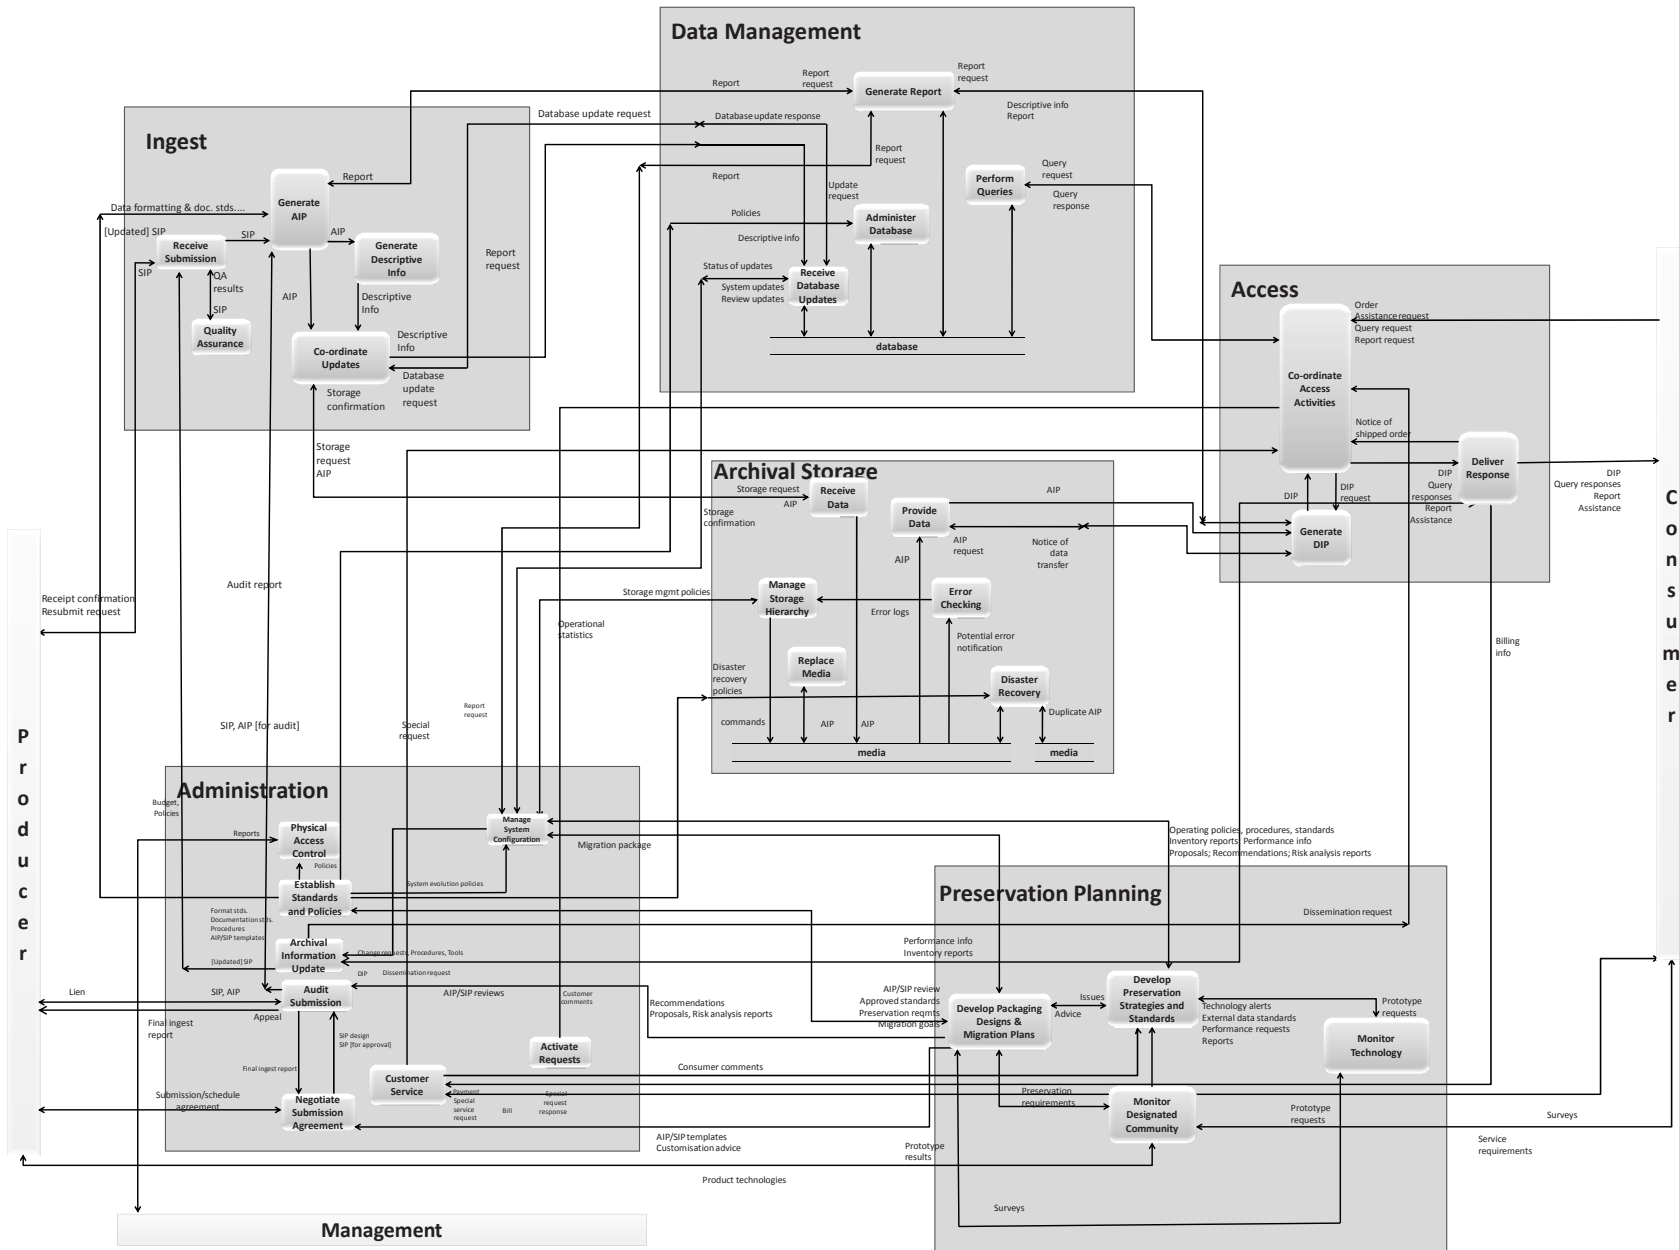 Data Management
Report
Report
request
Report
request
Generate Report
Descriptive info
Report
Database update request
Database update response
Report
request
Report
Query
request
Perform
Queries
Query
response
Update
request
Policies
Administer
Database
Descriptive info
Status of updates
System updates
Review updates
Receive
Database
Updates
database
Ingest
Report
Generate
AIP
Data formatting & doc. stds....
[Updated] SIP
SIP
AIP
Receive
Submission
SIP
Generate
Descriptive
Info
QA
results
SIP
AIP
Descriptive
Info
Quality
Assurance
Co-ordinate
Updates
Descriptive
Info
Database
update
request
Storage
confirmation
Report
request
Storage
request
AIP
Access
Order
Assistance request
Query request
Report request
Co-ordinate
Access
Activities
Notice of
shipped order
Deliver
Response
DIP
Query
responses
Report
Assistance
DIP
request
DIP
Generate
DIP
DIP
Query responses
Report
Assistance
Consumer
Archival Storage
Storage request
AIP
Receive
Data
Storage
confirmation
Provide
Data
AIP
AIP
request
Notice of
data
transfer
AIP
Storage mgmt policies
Manage
Storage
Hierarchy
Error
Checking
Error logs
Operational
statistics
Potential error
notification
Replace
Media
Disaster
recovery
policies
Disaster
Recovery
Duplicate AIP
commands
AIP
AIP
media
media
Billing
info
Audit report
Receipt confirmation
Resubmit request
SIP, AIP [for audit]
Special
request
Report
request
Producer
Administration
Budget,
Policies
Reports
Physical
Access
Control
Policies
Manage
System
Configuration
Migration package
System evolution policies
Establish
Standards
and Policies
Format stds.
Documentation stds.
Procedures
AIP/SIP templates
Archival
Information
Update
Change requests, Procedures, Tools
[Updated] SIP
DIP
Dissemination request
SIP, AIP
Audit
Submission
AIP/SIP reviews
Customer
comments
Lien
Appeal
Final ingest
report
SIP design
SIP [for approval]
Activate
Requests
Final ingest report
Customer
Service
Payment
Special
service
request
Bill
Special
request
response
Submission/schedule
agreement
Negotiate
Submission
Agreement
Operating policies, procedures, standards
Inventory reports; Performance info
Proposals; Recommendations; Risk analysis reports
Preservation Planning
Dissemination request
Performance info
Inventory reports
Recommendations
Proposals, Risk analysis reports
AIP/SIP review
Approved standards
Preservation reqmts
Migration goals
Develop Packaging
Designs &
Migration Plans
Issues
Advice
Develop
Preservation
Strategies and
Standards
Technology alerts
External data standards
Performance requests
Reports
Prototype
requests
Monitor
Technology
Consumer comments
Preservation
requirements
Monitor
Designated
Community
Prototype
requests
Surveys
Service
requirements
AIP/SIP templates
Customisation advice
Prototype
results
Product technologies
Surveys
Management